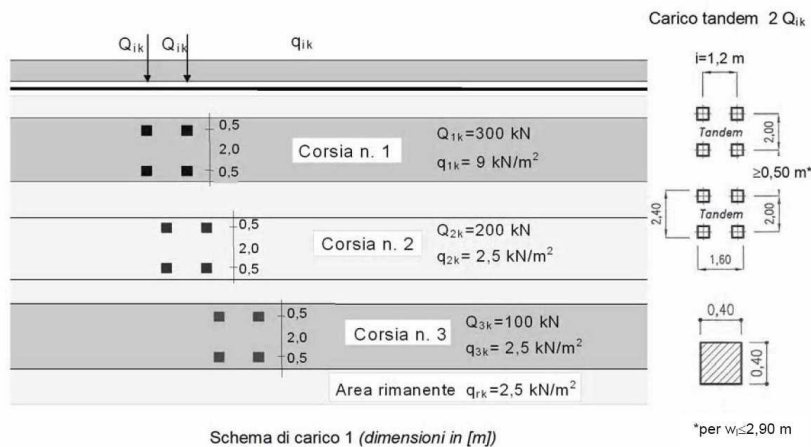 Carico tandem 2 Qik
Qik Qik qik
i=1,2 m
0,5
2,0
0,5
Corsia n. 1
Q1k=300 kN
q1k= 9 kN/m²
Tandem
2,00
≥0,50 m*
0,5
2,0
0,5
Corsia n. 2
Q2k=200 kN
q2k= 2,5 kN/m²
2,40
Tandem
2,00
1,60
0,5
2,0
0,5
Corsia n. 3
Q3k=100 kN
q3k= 2,5 kN/m²
0,40
0,40
Area rimanente qrk=2,5 kN/m²
Schema di carico 1 (dimensioni in [m])
*per wl≤2,90 m